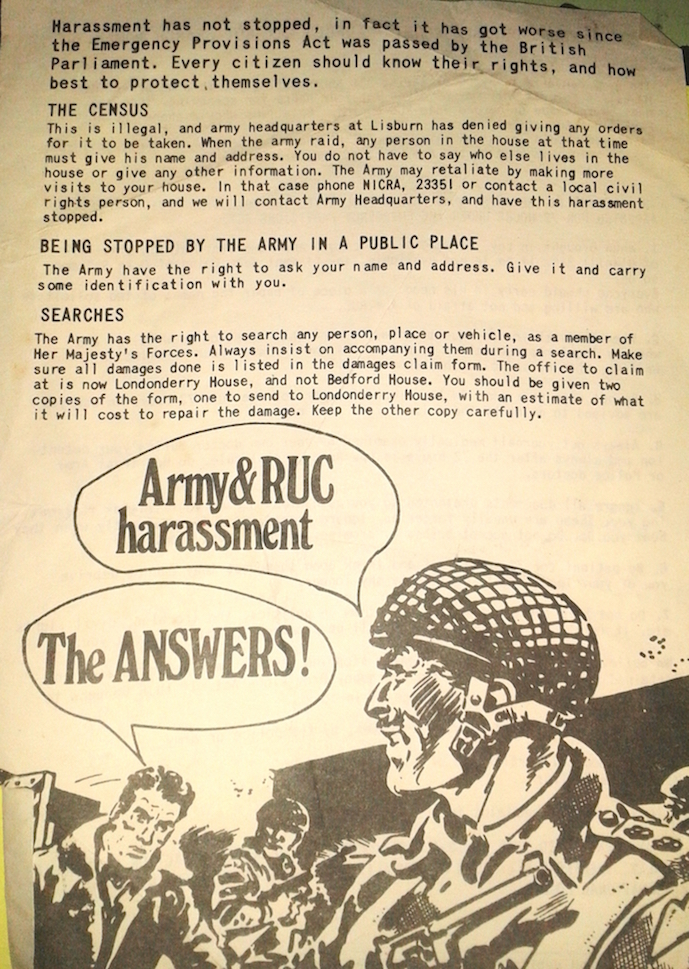 Harassment has not stopped, in fact it has got worse since
the Emergency Provisions Act was passed by the British
Parliament. Every citizen should know their rights, and how
best to protect themselves.
THE CENSUS
This is illegal, and army headquarters at Lisburn has denied giving any orders
for it to be taken. When the army raid, any person in the house at that time
must give his name and address. You do not have to say who else lives in the
house or give any other information. The Army may retaliate by making more
visits to your house. In that case phone NICRA, 23351 or contact a local civil
rights person, and we will contact Army Headquarters, and have this harassment
stopped.
BEING STOPPED BY THE ARMY IN A PUBLIC PLACE
The Army have the right to ask your name and address. Give it and carry
some identification with you.
SEARCHES
The Army has the right to search any person, place or vehicle, as a member of
Her Majesty's Forces. Always insist on accompanying them during a search. Make
sure all damages done is listed in the damages claim form. The office to claim
at is now Londonderry House, and not Bedford House. You should be given two
copies of the form, one to send to Londonderry House, with an estimate of what
it will cost to repair the damage. Keep the other copy carefully.
Army&RUC
harassment
The ANSWERS!